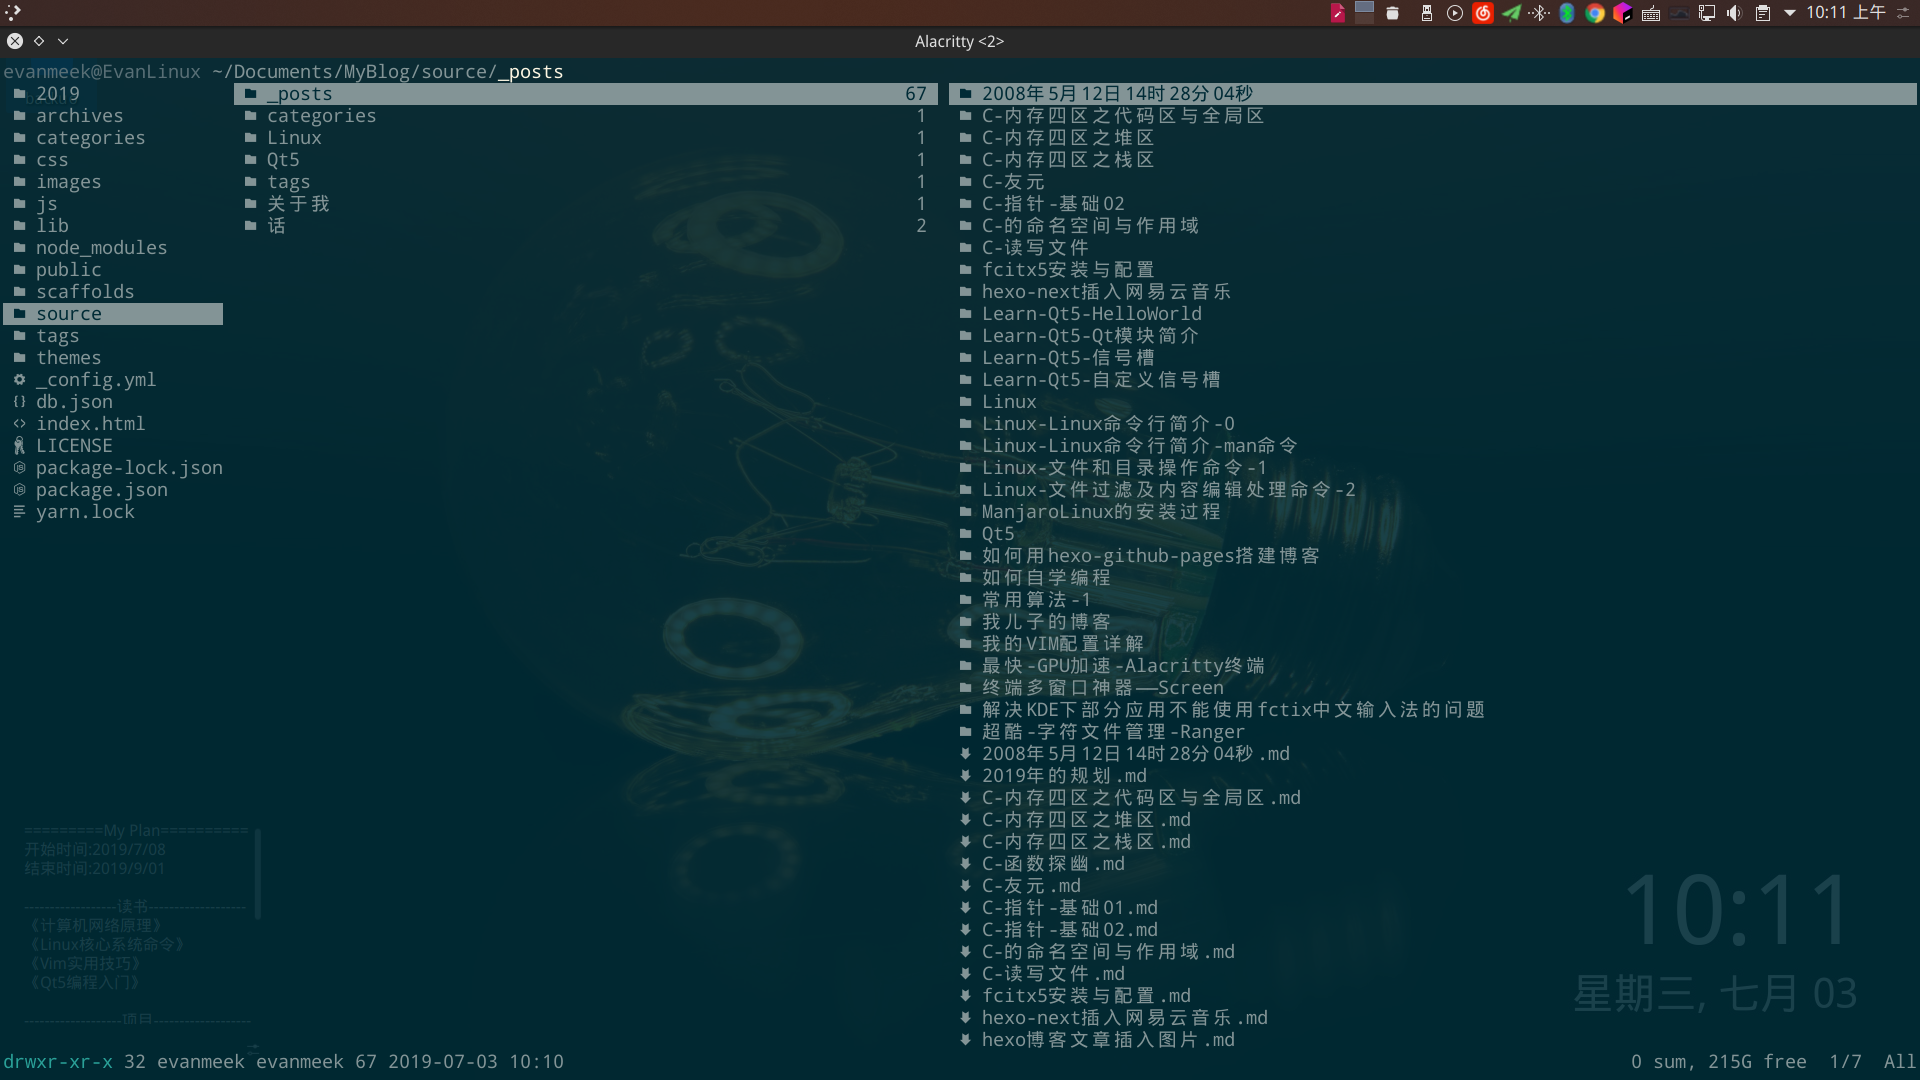 10:11 上午
Alacritty <2>
evanmeek@EvanLinux ~/Documents/MyBlog/source/_posts
2019
archives
categories
css
images
js
lib
node_modules
public
scaffolds
source
tags
themes
_config.yml
db.json
index.html
LICENSE
package-lock.json
package.json
yarn.lock
_posts 67
categories 1
Linux 1
Qt5 1
tags 1
关于我 1
话 2
2008年5月12日14时28分04秒
C-内存四区之代码区与全局区
C-内存四区之堆区
C-内存四区之栈区
C-友元
C-指针-基础02
C-的命名空间与作用域
C-读写文件
fcitx5安装与配置
hexo-next插入网易云音乐
Learn-Qt5-HelloWorld
Learn-Qt5-Qt模块简介
Learn-Qt5-信号槽
Learn-Qt5-自定义信号槽
Linux
Linux-Linux命令行简介-0
Linux-Linux命令行简介-man命令
Linux-文件和目录操作命令-1
Linux-文件过滤及内容编辑处理命令-2
ManjaroLinux的安装过程
Qt5
如何用hexo-github-pages搭建博客
如何自学编程
常用算法-1
我儿子的博客
我的VIM配置详解
最快-GPU加速-Alacritty终端
终端多窗口神器——Screen
解决KDE下部分应用不能使用fctix中文输入法的问题
超酷-字符文件管理-Ranger
2008年5月12日14时28分04秒.md
2019年的规划.md
C-内存四区之代码区与全局区.md
C-内存四区之堆区.md
C-内存四区之栈区.md
C-函数探幽.md
C-友元.md
C-指针-基础01.md
C-指针-基础02.md
C-的命名空间与作用域.md
C-读写文件.md
fcitx5安装与配置.md
hexo-next插入网易云音乐.md
hexo博客文章插入图片.md
=========My Plan==========
开始时间:2019/7/08
结束时间:2019/9/01
------------------读书-------------------
《计算机网络原理》
《Linux核心系统命令》
《Vim实用技巧》
《Qt5编程入门》
-------------------项目-------------------
10:11
星期三, 七月 03
drwxr-xr-x 32 evanmeek evanmeek 67 2019-07-03 10:10
0 sum, 215G free 1/7 All